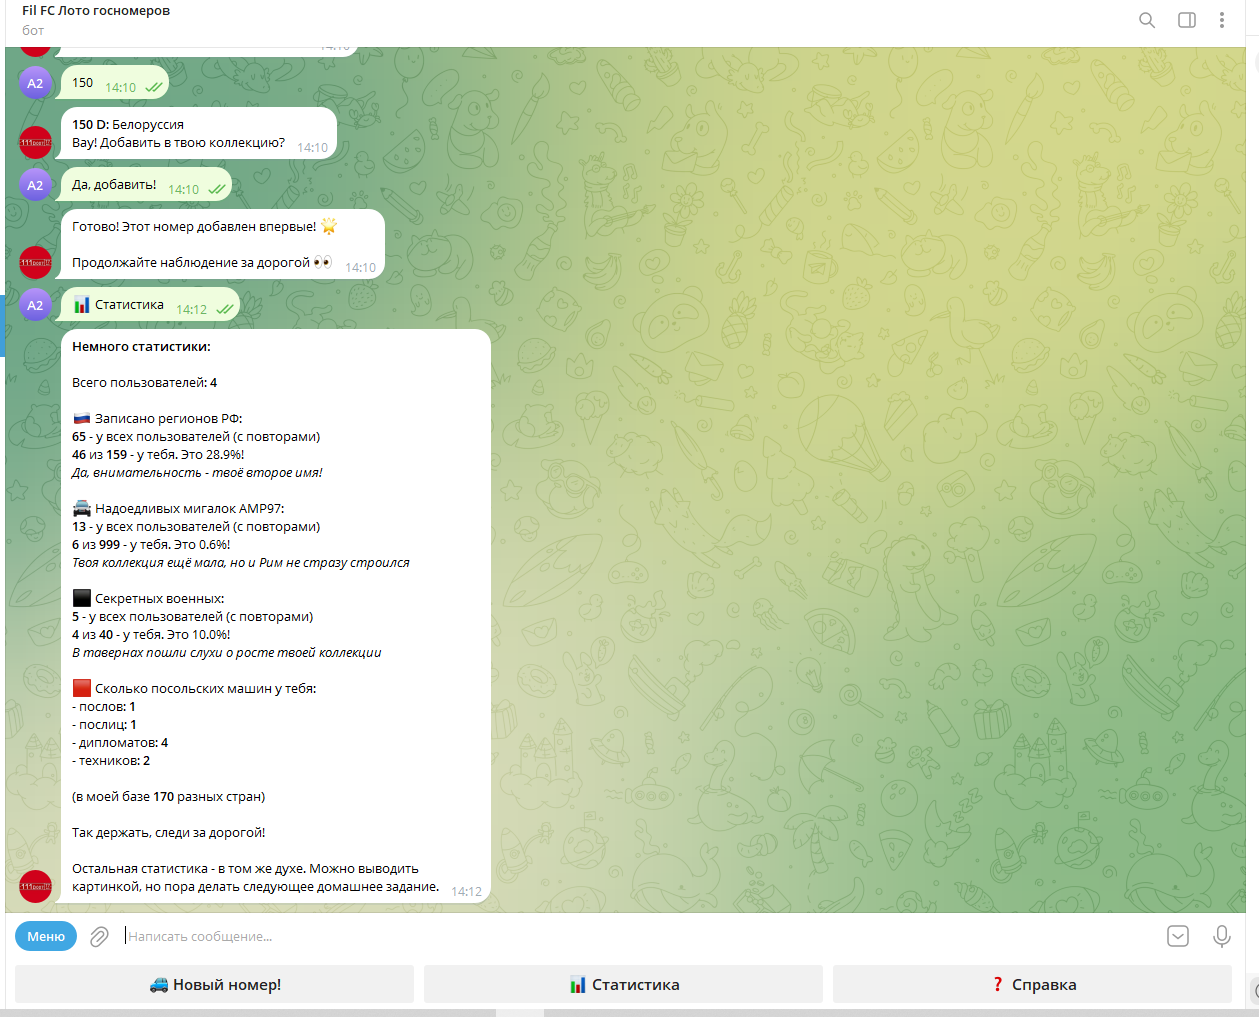 Fil FC Лото госномеров
бот
14:10
A2
150
14:10
150 D: Белоруссия
Вау! Добавить в твою коллекцию?
14:10
A2
Да, добавить!
14:10
Готово! Этот номер добавлен впервые!
Продолжайте наблюдение за дорогой
14:10
A2
Статистика
14:12
Немного статистики:
Всего пользователей: 4
Записано регионов РФ:
65 - у всех пользователей (с повторами)
46 из 159 - у тебя. Это 28.9%!
Да, внимательность - твоё второе имя!
Надоедливых мигалок АМР97:
13 - у всех пользователей (с повторами)
6 из 999 - у тебя. Это 0.6%!
Твоя коллекция ещё мала, но и Рим не стразу строился
Секретных военных:
5 - у всех пользователей (с повторами)
4 из 40 - у тебя. Это 10.0%!
В тавернах пошли слухи о росте твоей коллекции
Сколько посольских машин у тебя:
- послов: 1
- послиц: 1
- дипломатов: 4
- техников: 2
(в моей базе 170 разных стран)
Так держать, следи за дорогой!
Остальная статистика - в том же духе. Можно выводить
картинкой, но пора делать следующее домашнее задание.
14:12
Меню
Написать сообщение...
Новый номер!
Статистика
Справка